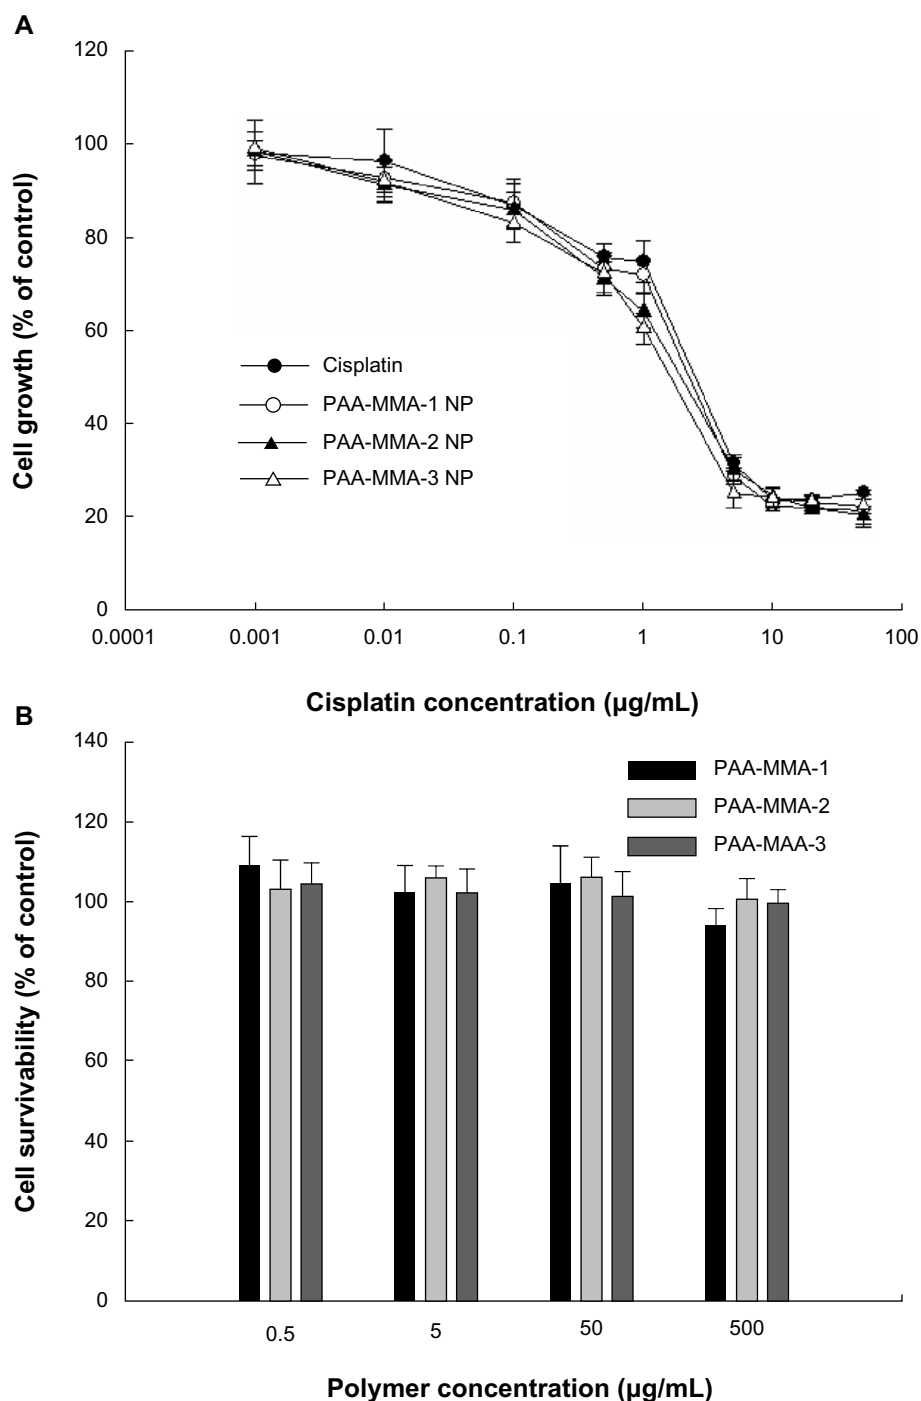 A
120
100
80
60
40
20
0
Cell growth (% of control)
Cisplatin
PAA-MMA-1 NP
PAA-MMA-2 NP
PAA-MMA-3 NP
0.0001 0.001 0.01 0.1 1 10 100
Cisplatin concentration (µg/mL)
B
140
120
100
80
60
40
20
0
Cell survivability (% of control)
PAA-MMA-1
PAA-MMA-2
PAA-MAA-3
0.5 5 50 500
Polymer concentration (µg/mL)